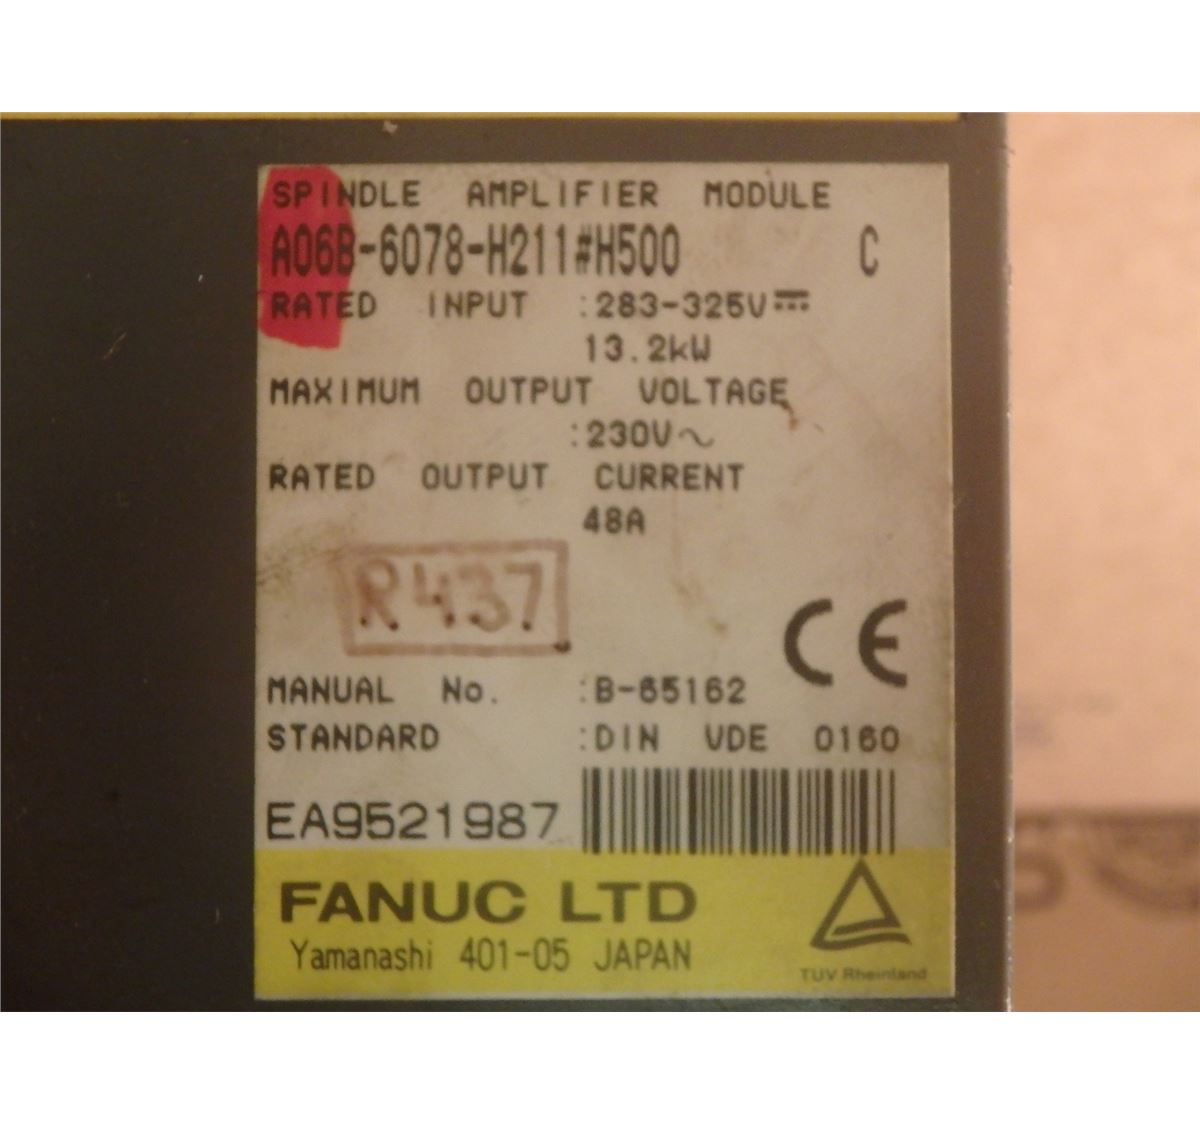 SPINDLE AMPLIFIER MODULE
A06B-6078-H211#H500 C
RATED INPUT :283-325V⎓
13.2kW
MAXIMUM OUTPUT VOLTAGE
:230V～
RATED OUTPUT CURRENT
48A
R437
CE
MANUAL No. :B-65162
STANDARD :DIN VDE 0160
EA9521987
FANUC LTD
Yamanashi 401-05 JAPAN
TUV Rheinland